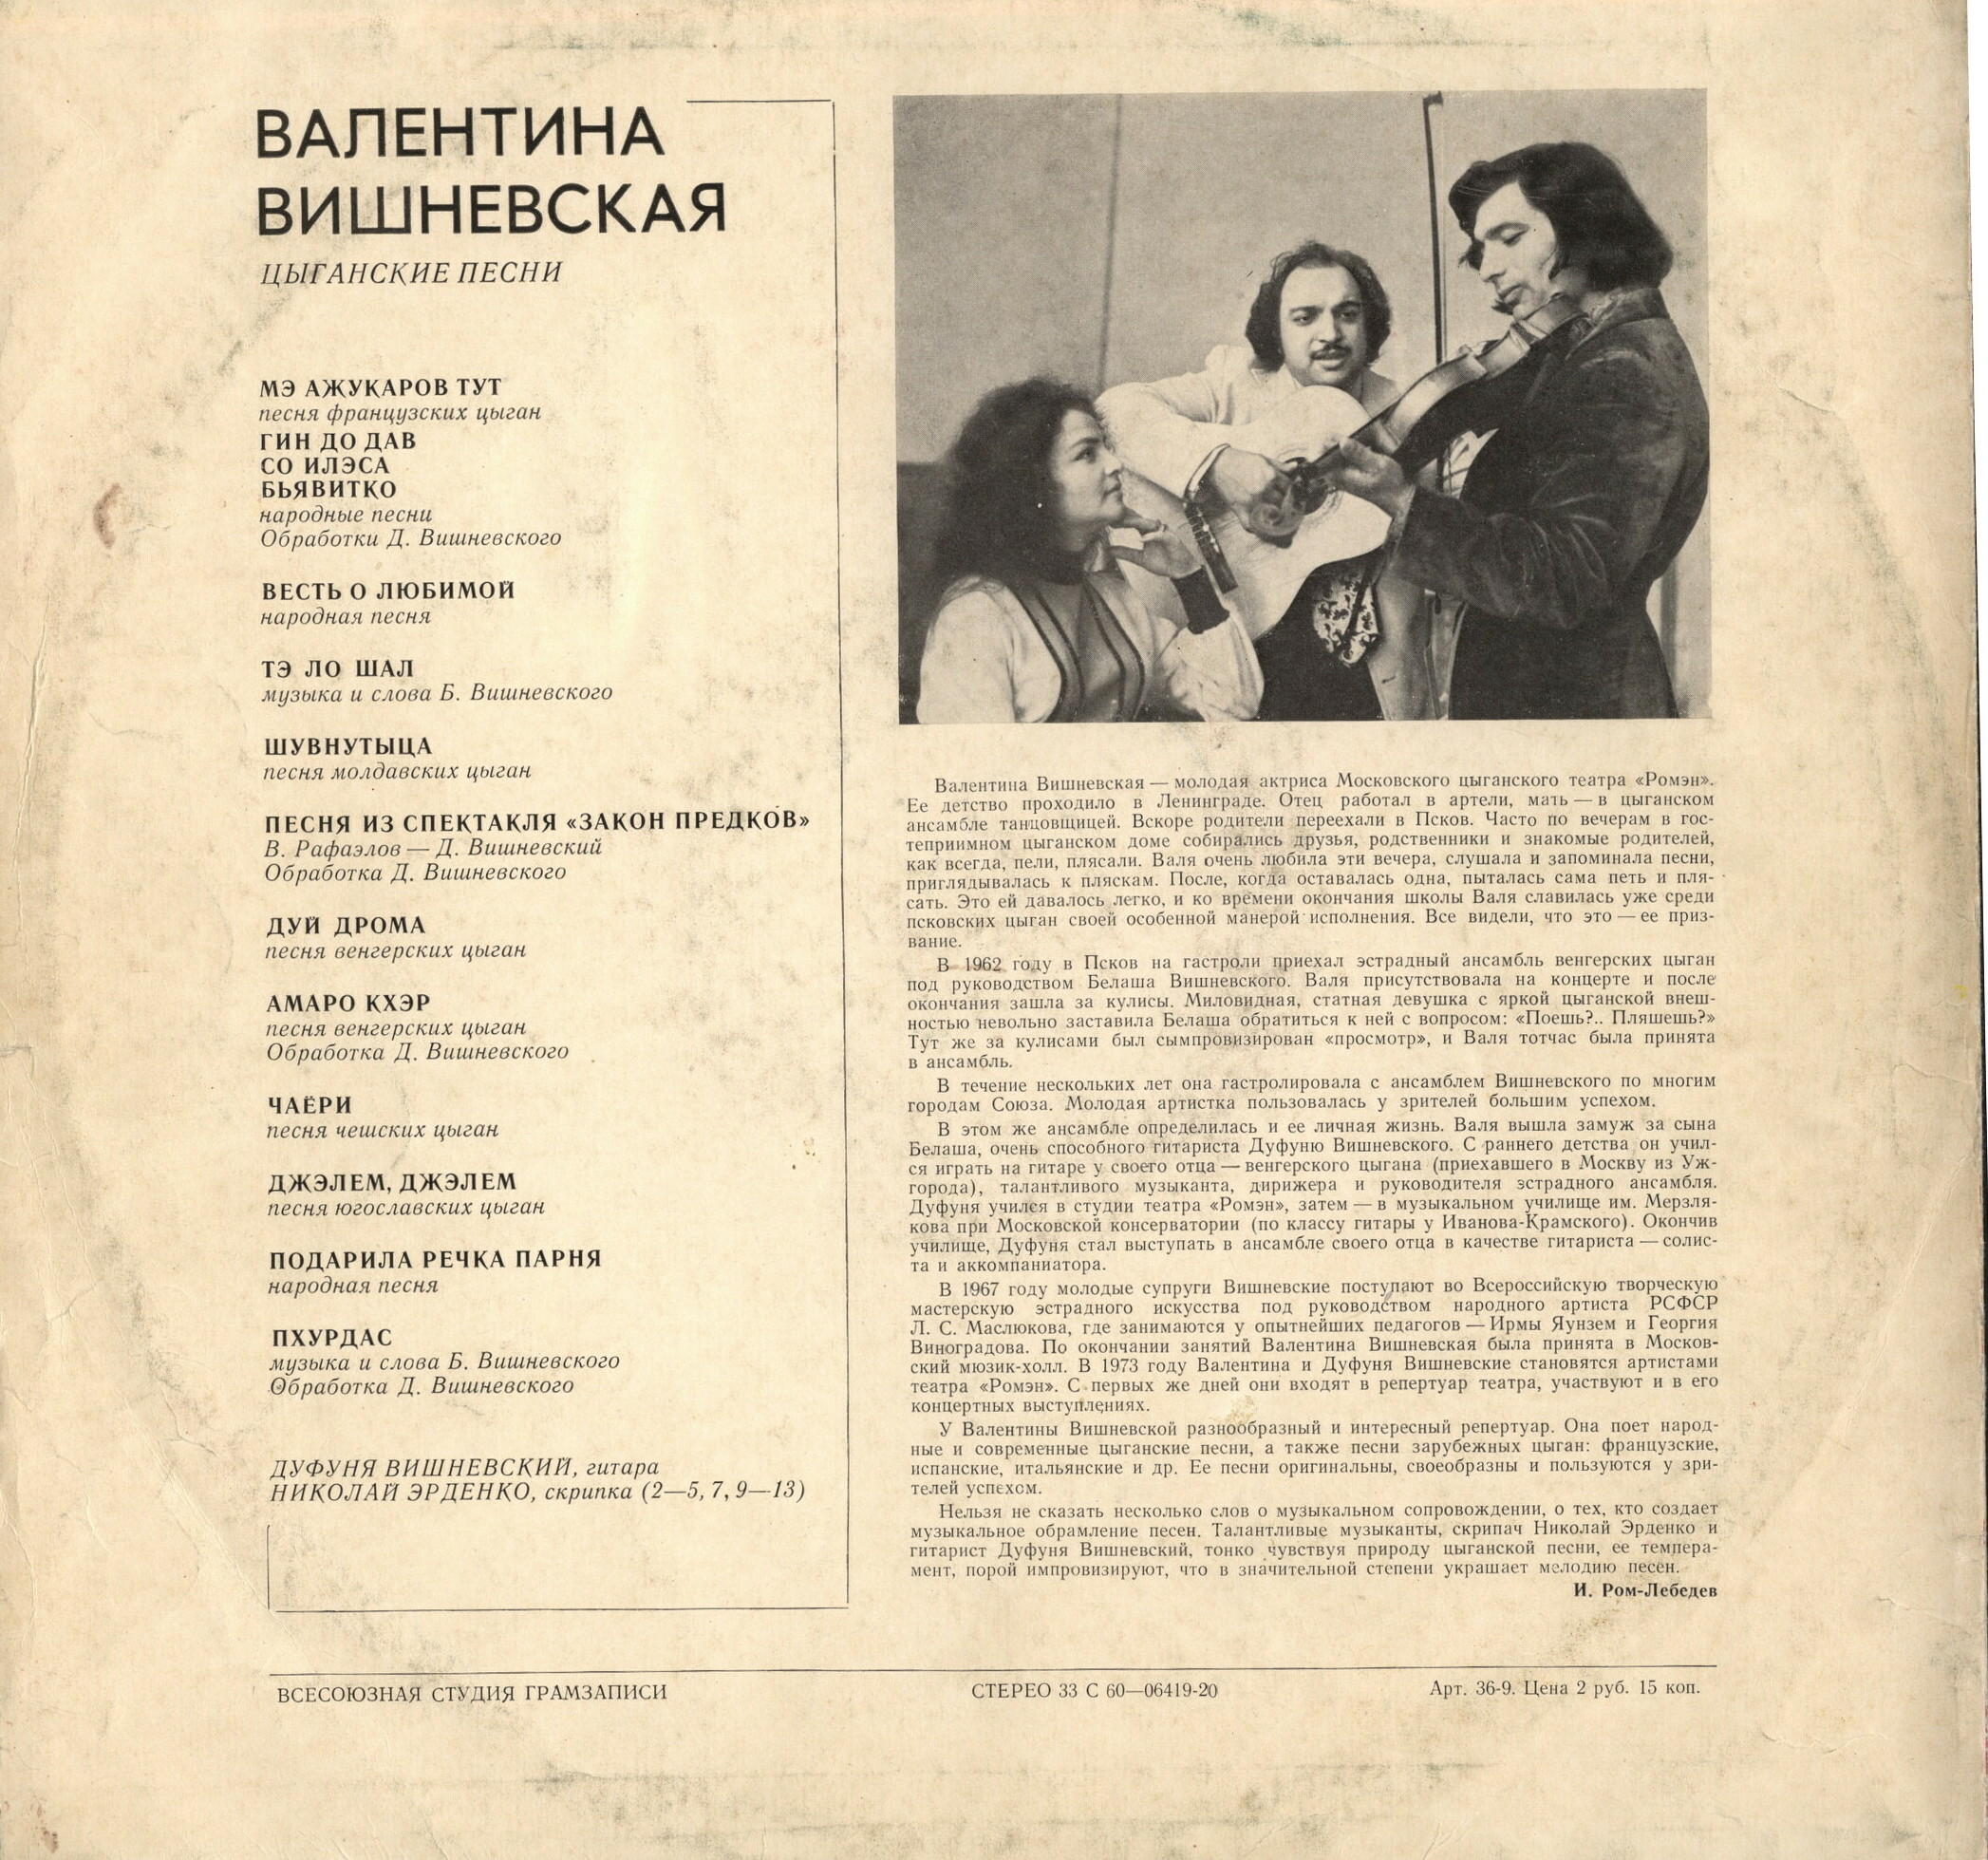 ВАЛЕНТИНА
ВИШНЕВСКАЯ
ЦЫГАНСКИЕ ПЕСНИ
МЭ АЖУКАРОВ ТУТ
песня французских цыган
ГИН ДО ДАВ
СО ИЛЭСА
БЬЯВИТКО
народные песни
Обработки Д. Вишневского
ВЕСТЬ О ЛЮБИМОЙ
народная песня
ТЭ ЛО ШАЛ
музыка и слова Б. Вишневского
ШУВНУТЫЦА
песня молдавских цыган
ПЕСНЯ ИЗ СПЕКТАКЛЯ «ЗАКОН ПРЕДКОВ»
В. Рафаэлов — Д. Вишневский
Обработка Д. Вишневского
ДУЙ ДРОМА
песня венгерских цыган
АМАРО КХЭР
песня венгерских цыган
Обработка Д. Вишневского
ЧАЁРИ
песня чешских цыган
ДЖЭЛЕМ, ДЖЭЛЕМ
песня югославских цыган
ПОДАРИЛА РЕЧКА ПАРНЯ
народная песня
ПХУРДАС
музыка и слова Б. Вишневского
Обработка Д. Вишневского
ДУФУНЯ ВИШНЕВСКИЙ, гитара
НИКОЛАЙ ЭРДЕНКО, скрипка (2—5, 7, 9—13)
Валентина Вишневская — молодая актриса Московского цыганского театра «Ромэн».
Ее детство проходило в Ленинграде. Отец работал в артели, мать — в цыганском
ансамбле танцовщицей. Вскоре родители переехали в Псков. Часто по вечерам в гос-
теприимном цыганском доме собирались друзья, родственники и знакомые родителей,
как всегда, пели, плясали. Валя очень любила эти вечера, слушала и запоминала песни,
приглядывалась к пляскам. После, когда оставалась одна, пыталась сама петь и пля-
сать. Это ей давалось легко, и ко времени окончания школы Валя славилась уже среди
псковских цыган своей особенной манерой исполнения. Все видели, что это — ее приз-
вание.
В 1962 году в Псков на гастроли приехал эстрадный ансамбль венгерских цыган
под руководством Белаша Вишневского. Валя присутствовала на концерте и после
окончания зашла за кулисы. Миловидная, статная девушка с яркой цыганской внеш-
ностью невольно заставила Белаша обратиться к ней с вопросом: «Поешь?.. Пляшешь?»
Тут же за кулисами был сымпровизирован «просмотр», и Валя тотчас была принята
в ансамбль.
В течение нескольких лет она гастролировала с ансамблем Вишневского по многим
городам Союза. Молодая артистка пользовалась у зрителей большим успехом.
В этом же ансамбле определилась и ее личная жизнь. Валя вышла замуж за сына
Белаша, очень способного гитариста Дуфуню Вишневского. С раннего детства он учил-
ся играть на гитаре у своего отца — венгерского цыгана (приехавшего в Москву из Уж-
города), талантливого музыканта, дирижера и руководителя эстрадного ансамбля.
Дуфуня учился в студии театра «Ромэн», затем — в музыкальном училище им. Мерзля-
кова при Московской консерватории (по классу гитары у Иванова-Крамского). Окончив
училище, Дуфуня стал выступать в ансамбле своего отца в качестве гитариста — солис-
та и аккомпаниатора.
В 1967 году молодые супруги Вишневские поступают во Всероссийскую творческую
мастерскую эстрадного искусства под руководством народного артиста РСФСР
Л. С. Маслюкова, где занимаются у опытнейших педагогов — Ирмы Яунзем и Георгия
Виноградова. По окончании занятий Валентина Вишневская была принята в Москов-
ский мюзик-холл. В 1973 году Валентина и Дуфуня Вишневские становятся артистами
театра «Ромэн». С первых же дней они входят в репертуар театра, участвуют и в его
концертных выступлениях.
У Валентины Вишневской разнообразный и интересный репертуар. Она поет народ-
ные и современные цыганские песни, а также песни зарубежных цыган: французские,
испанские, итальянские и др. Ее песни оригинальны, своеобразны и пользуются у зри-
телей успехом.
Нельзя не сказать несколько слов о музыкальном сопровождении, о тех, кто создает
музыкальное обрамление песен. Талантливые музыканты, скрипач Николай Эрденко и
гитарист Дуфуня Вишневский, тонко чувствуя природу цыганской песни, ее темпера-
мент, порой импровизируют, что в значительной степени украшает мелодию песен.
И. Ром-Лебедев
ВСЕСОЮЗНАЯ СТУДИЯ ГРАМЗАПИСИ
СТЕРЕО 33 С 60—06419-20
Арт. 36-9. Цена 2 руб. 15 коп.